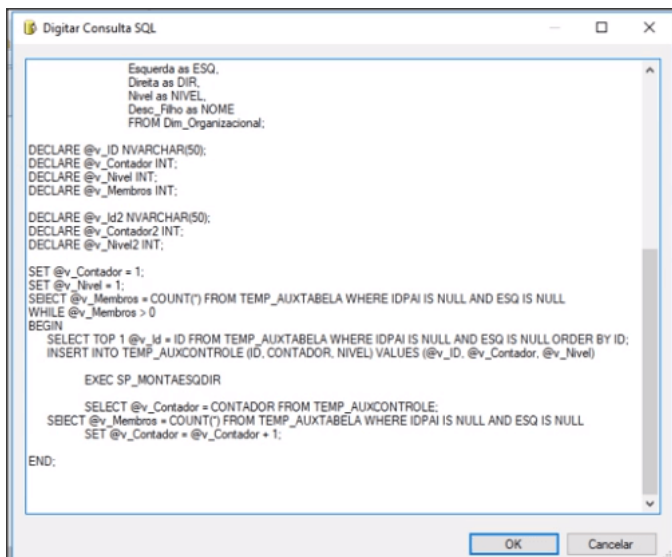 Digitar Consulta SQL
Esquerda as ESQ,
Direita as DIR,
Nivel as NIVEL,
Desc_Filho as NOME
FROM Dim_Organizacional;
DECLARE @v_ID NVARCHAR(50);
DECLARE @v_Contador INT;
DECLARE @v_Nivel INT;
DECLARE @v_Membros INT;
DECLARE @v_Id2 NVARCHAR(50);
DECLARE @v_Contador2 INT;
DECLARE @v_Nivel2 INT;
SET @v_Contador = 1;
SET @v_Nivel = 1;
SELECT @v_Membros = COUNT(*) FROM TEMP_AUXTABELA WHERE IDPAI IS NULL AND ESQ IS NULL
WHILE @v_Membros > 0
BEGIN
SELECT TOP 1 @v_Id = ID FROM TEMP_AUXTABELA WHERE IDPAI IS NULL AND ESQ IS NULL ORDER BY ID;
INSERT INTO TEMP_AUXCONTROLE (ID, CONTADOR, NIVEL) VALUES (@v_ID, @v_Contador, @v_Nivel)
EXEC SP_MONTAESQDIR
SELECT @v_Contador = CONTADOR FROM TEMP_AUXCONTROLE;
SELECT @v_Membros = COUNT(*) FROM TEMP_AUXTABELA WHERE IDPAI IS NULL AND ESQ IS NULL
SET @v_Contador = @v_Contador + 1;
END;
OK Cancelar